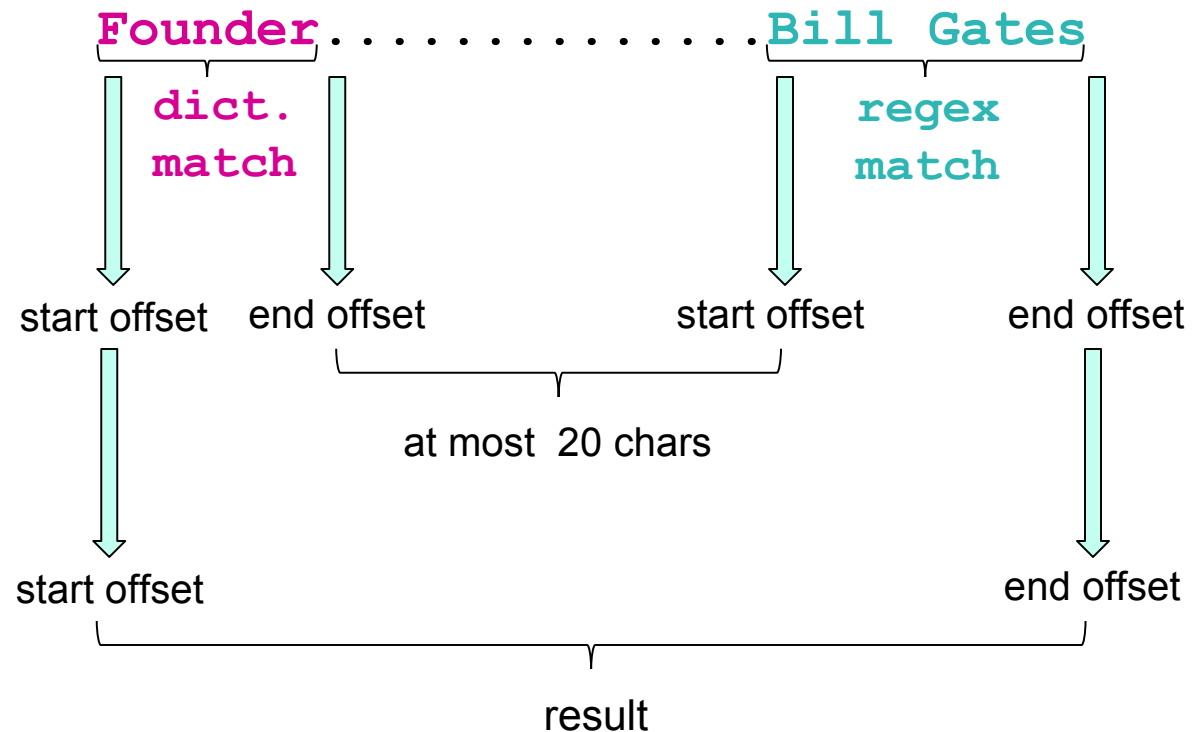 Founder..............Bill Gates
dict.
match
regex
match
start offset end offset start offset end offset
at most 20 chars
start offset end offset
result